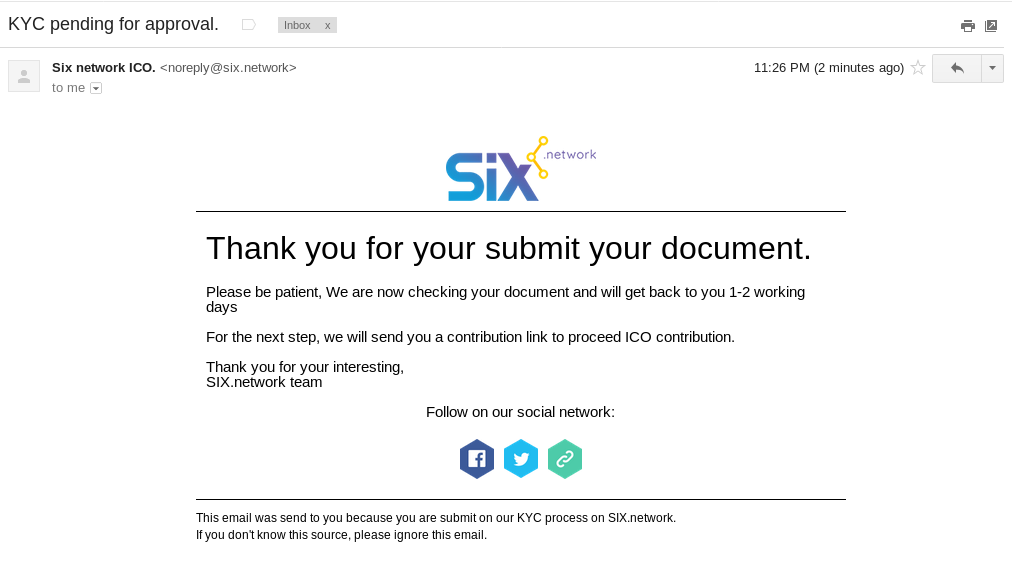 KYC pending for approval.
Inbox x
Six network ICO. <noreply@six.network>
11:26 PM (2 minutes ago)
to me
SiX .network
Thank you for your submit your document.
Please be patient, We are now checking your document and will get back to you 1-2 working
days
For the next step, we will send you a contribution link to proceed ICO contribution.
Thank you for your interesting,
SIX.network team
Follow on our social network:
This email was send to you because you are submit on our KYC process on SIX.network.
If you don't know this source, please ignore this email.